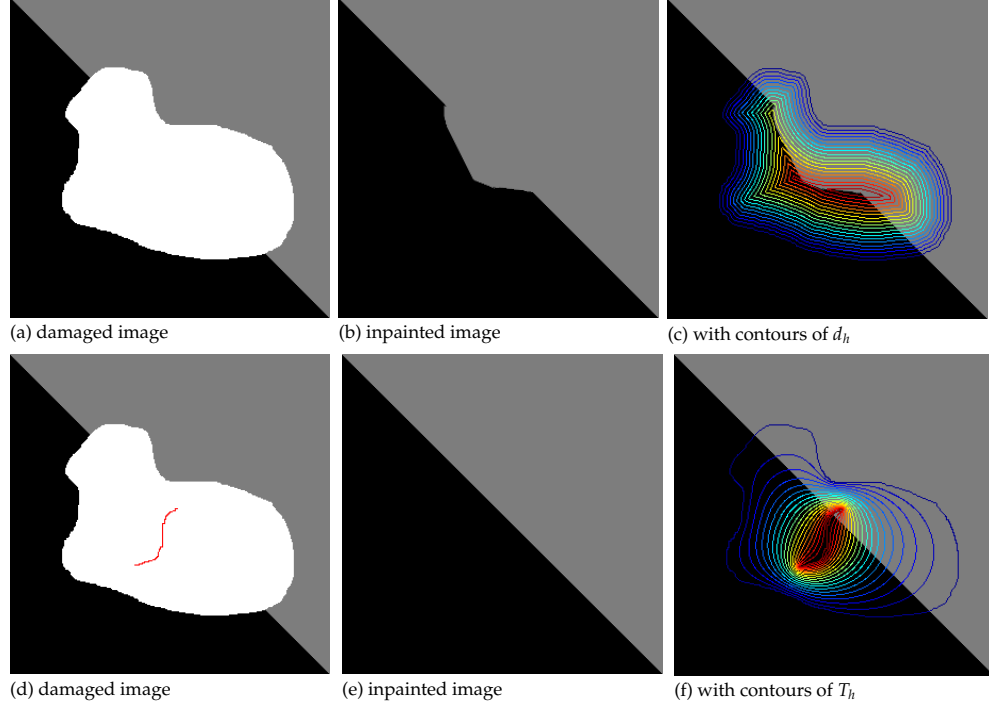 (a) damaged image
(b) inpainted image
(c) with contours of d_h
(d) damaged image
(e) inpainted image
(f) with contours of T_h